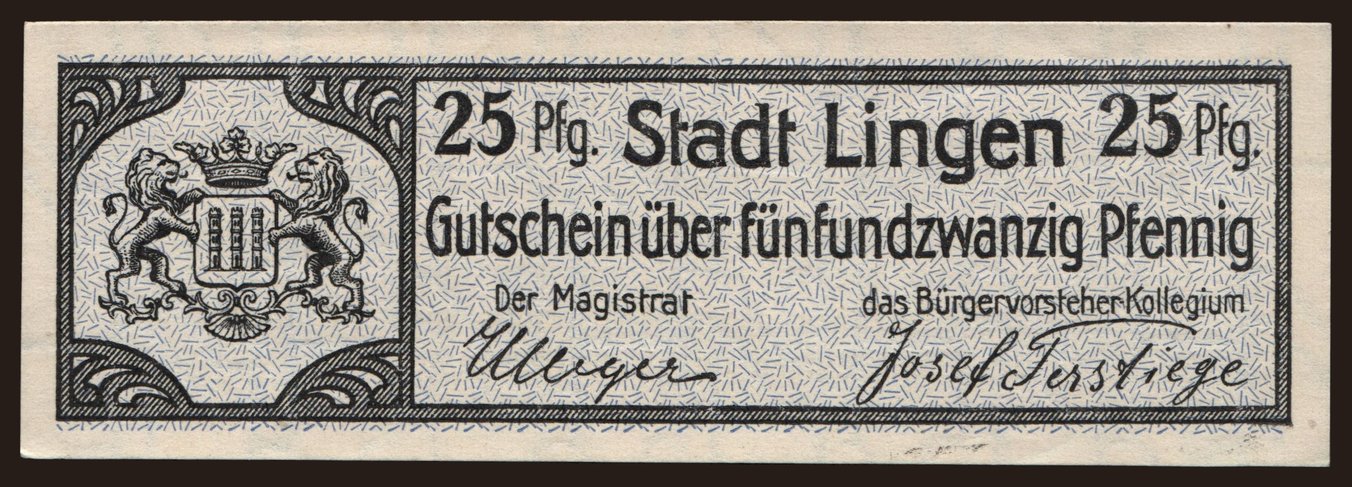 25 Pfg. Stadt Lingen 25 Pfg.
Gutschein über fünfundzwanzig Pfennig
Der Magistrat das Bürgervorsteher-Kollegium
Josef Terstiege